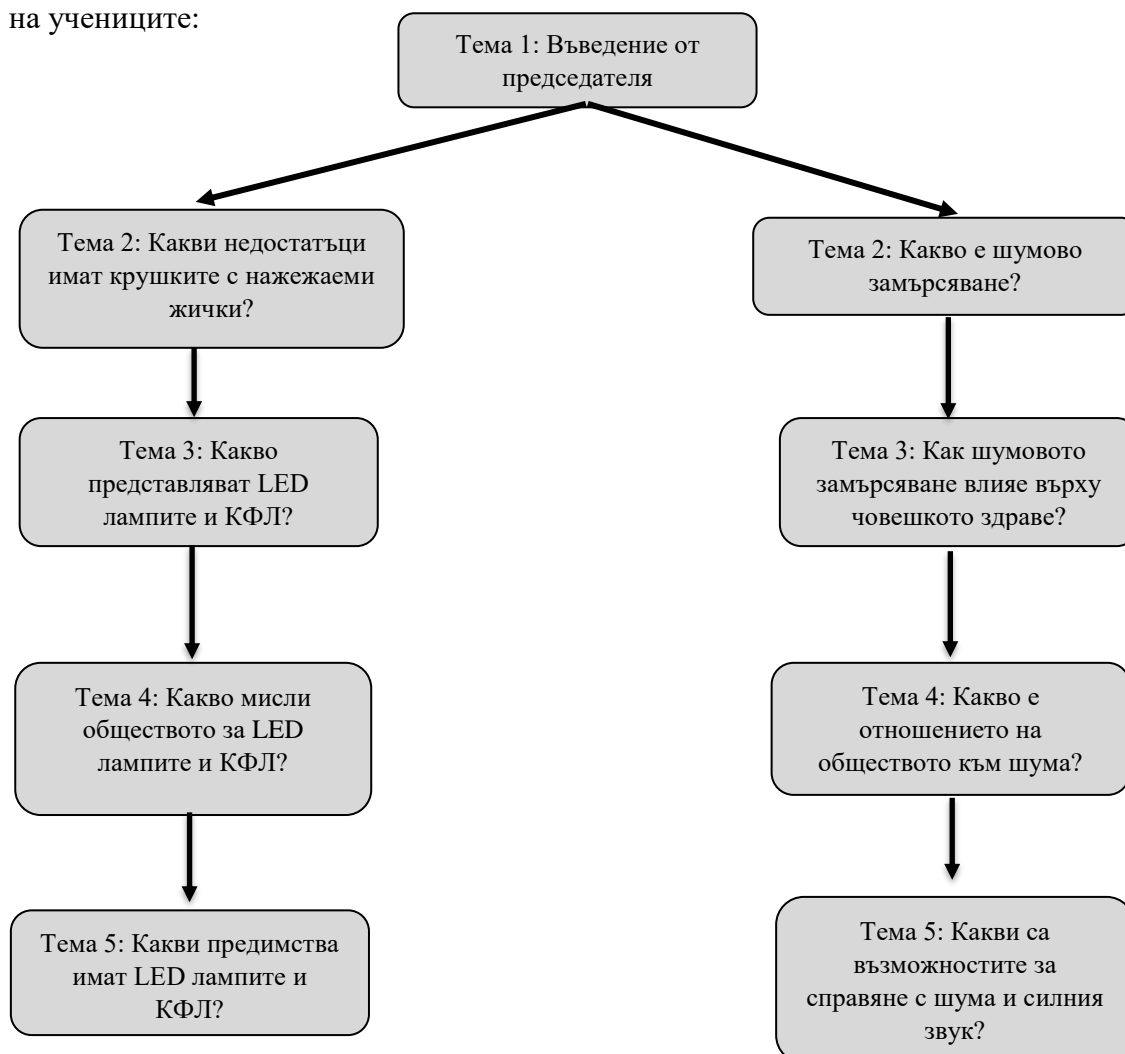 на учениците:
Тема 1: Въведение от
председателя
Тема 2: Какви недостатъци
имат крушките с нажежаеми
жички?
Тема 2: Какво е шумово
замърсяване?
Тема 3: Какво
представляват LED
лампите и КФЛ?
Тема 3: Как шумовото
замърсяване влияе върху
човешкото здраве?
Тема 4: Какво мисли
обществото за LED
лампите и КФЛ?
Тема 4: Какво е
отношението на
обществото към шума?
Тема 5: Какви предимства
имат LED лампите и
КФЛ?
Тема 5: Какви са
възможностите за
справяне с шума и силния
звук?